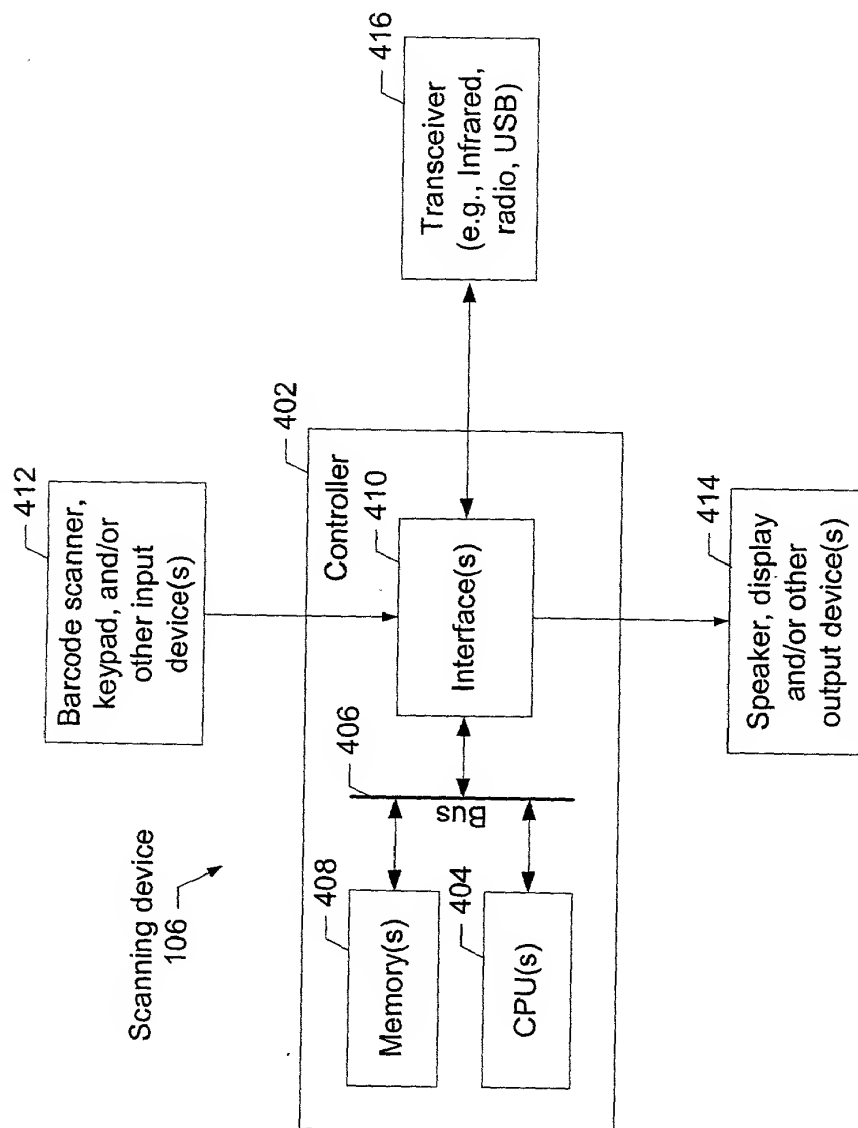 Scanning device
106
412
Barcode scanner,
keypad, and/or
other input
device(s)
402
Controller
408
Memory(s)
404
CPU(s)
406
Bus
410
Interface(s)
416
Transceiver
(e.g., Infrared,
radio, USB)
414
Speaker, display
and/or other
output device(s)